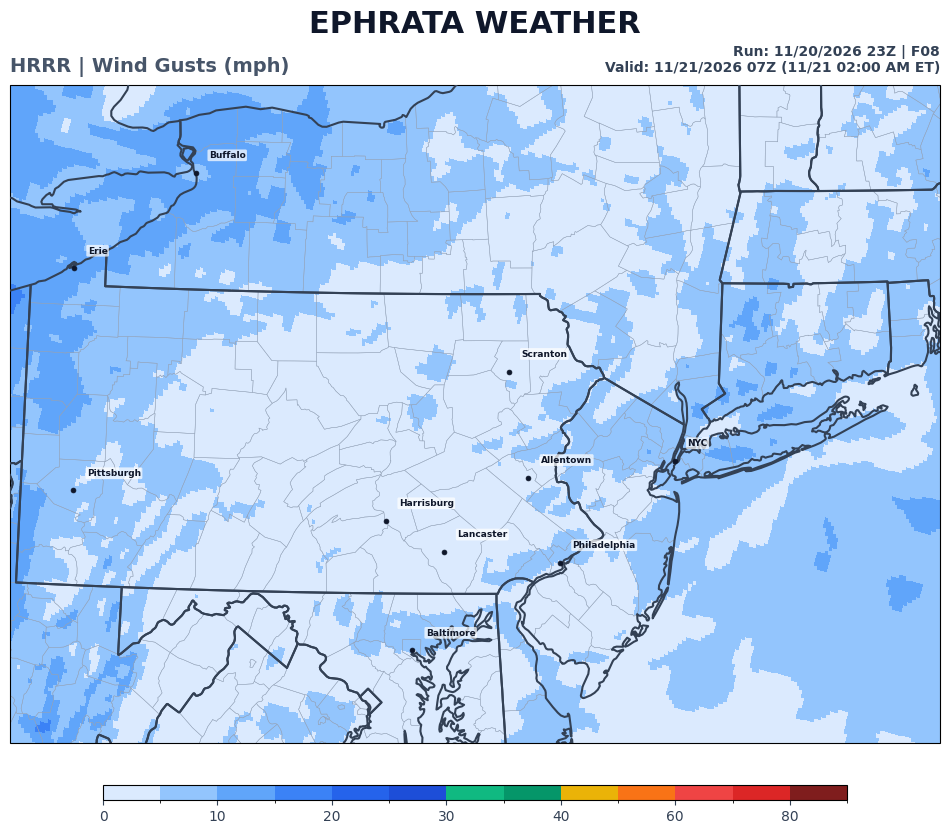 EPHRATA WEATHER
HRRR | Wind Gusts (mph)
Run: 11/20/2026 23Z | F08
Valid: 11/21/2026 07Z (11/21 02:00 AM ET)
Buffalo
Erie
Scranton
NYC
Allentown
Pittsburgh
Harrisburg
Lancaster
Philadelphia
Baltimore
0 10 20 30 40 50 60 70 80